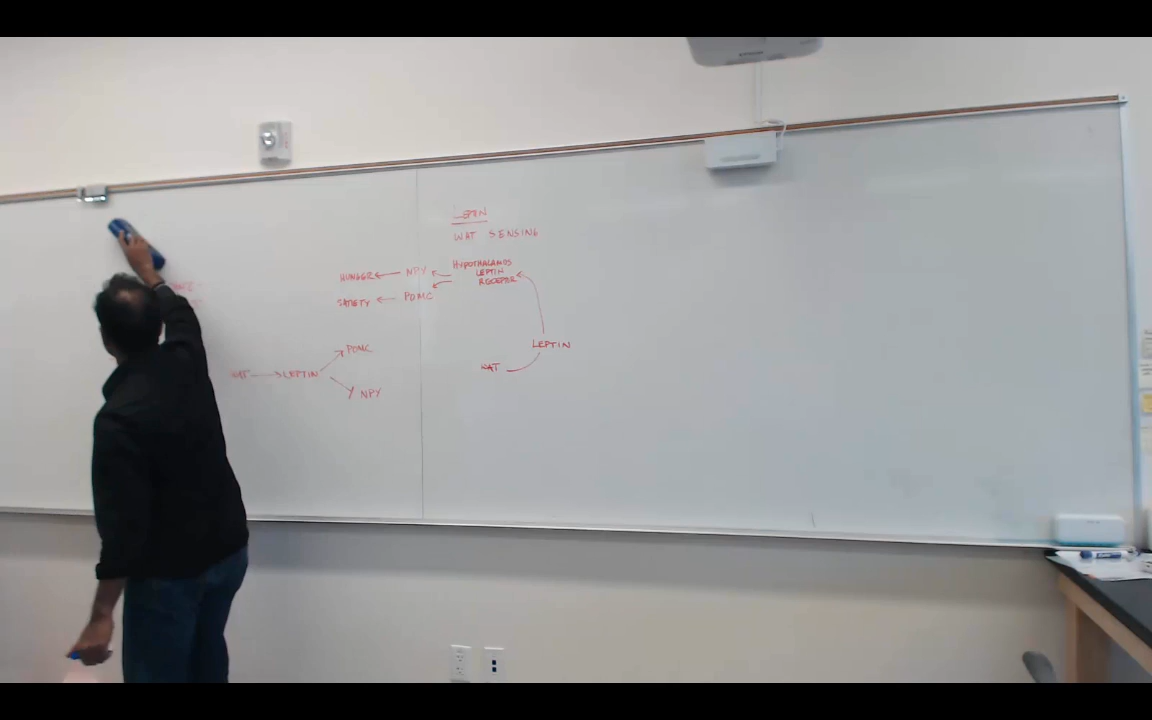 LEPTIN
WAT SENSING
HYPOTHALAMUS
LEPTIN
RECEPTOR
HUNGER ← NPY
SATIETY ← POMC
LEPTIN
WAT
POMC
WAT → LEPTIN
NPY